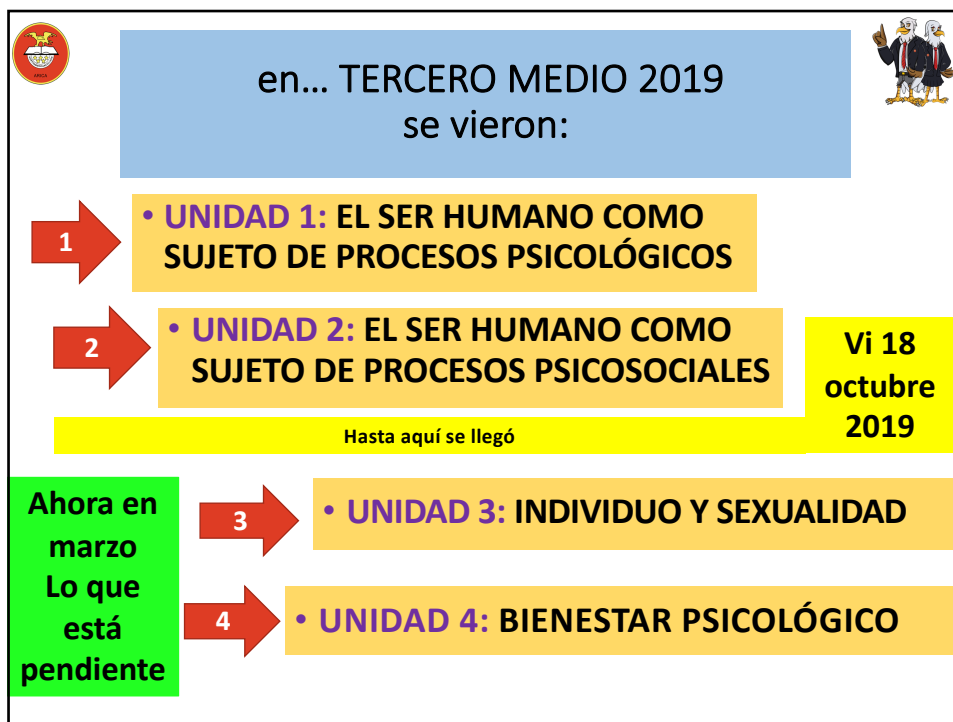 ARICA
en... TERCERO MEDIO 2019
se vieron:
1
• UNIDAD 1: EL SER HUMANO COMO
SUJETO DE PROCESOS PSICOLÓGICOS
2
• UNIDAD 2: EL SER HUMANO COMO
SUJETO DE PROCESOS PSICOSOCIALES
Vi 18
octubre
2019
Hasta aquí se llegó
Ahora en
marzo
Lo que
está
pendiente
3
• UNIDAD 3: INDIVIDUO Y SEXUALIDAD
4
• UNIDAD 4: BIENESTAR PSICOLÓGICO